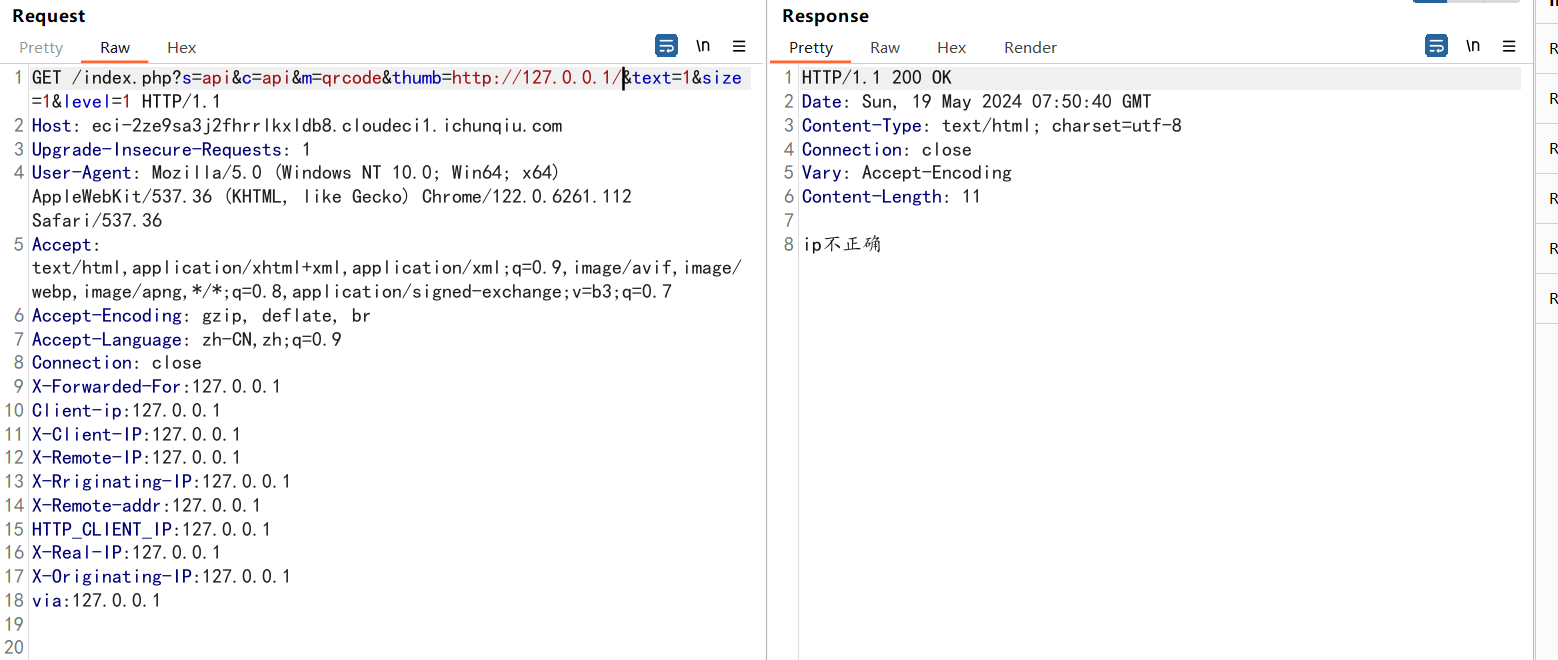 Request
Pretty Raw Hex \n
1 GET /index.php?s=api&c=api&m=qrcode&thumb=http://127.0.0.1/&text=1&size
=1&level=1 HTTP/1.1
2 Host: eci-2ze9sa3j2fhrrlkxldb8.cloudeci1.ichunqiu.com
3 Upgrade-Insecure-Requests: 1
4 User-Agent: Mozilla/5.0 (Windows NT 10.0; Win64; x64)
AppleWebKit/537.36 (KHTML, like Gecko) Chrome/122.0.6261.112
Safari/537.36
5 Accept:
text/html,application/xhtml+xml,application/xml;q=0.9,image/avif,image/
webp,image/apng,*/*;q=0.8,application/signed-exchange;v=b3;q=0.7
6 Accept-Encoding: gzip, deflate, br
7 Accept-Language: zh-CN,zh;q=0.9
8 Connection: close
9 X-Forwarded-For:127.0.0.1
10 Client-ip:127.0.0.1
11 X-Client-IP:127.0.0.1
12 X-Remote-IP:127.0.0.1
13 X-Rriginating-IP:127.0.0.1
14 X-Remote-addr:127.0.0.1
15 HTTP_CLIENT_IP:127.0.0.1
16 X-Real-IP:127.0.0.1
17 X-Originating-IP:127.0.0.1
18 via:127.0.0.1
19
20
Response
Pretty Raw Hex Render \n
1 HTTP/1.1 200 OK
2 Date: Sun, 19 May 2024 07:50:40 GMT
3 Content-Type: text/html; charset=utf-8
4 Connection: close
5 Vary: Accept-Encoding
6 Content-Length: 11
7
8 ip不正确
R
R
R
R
R
R